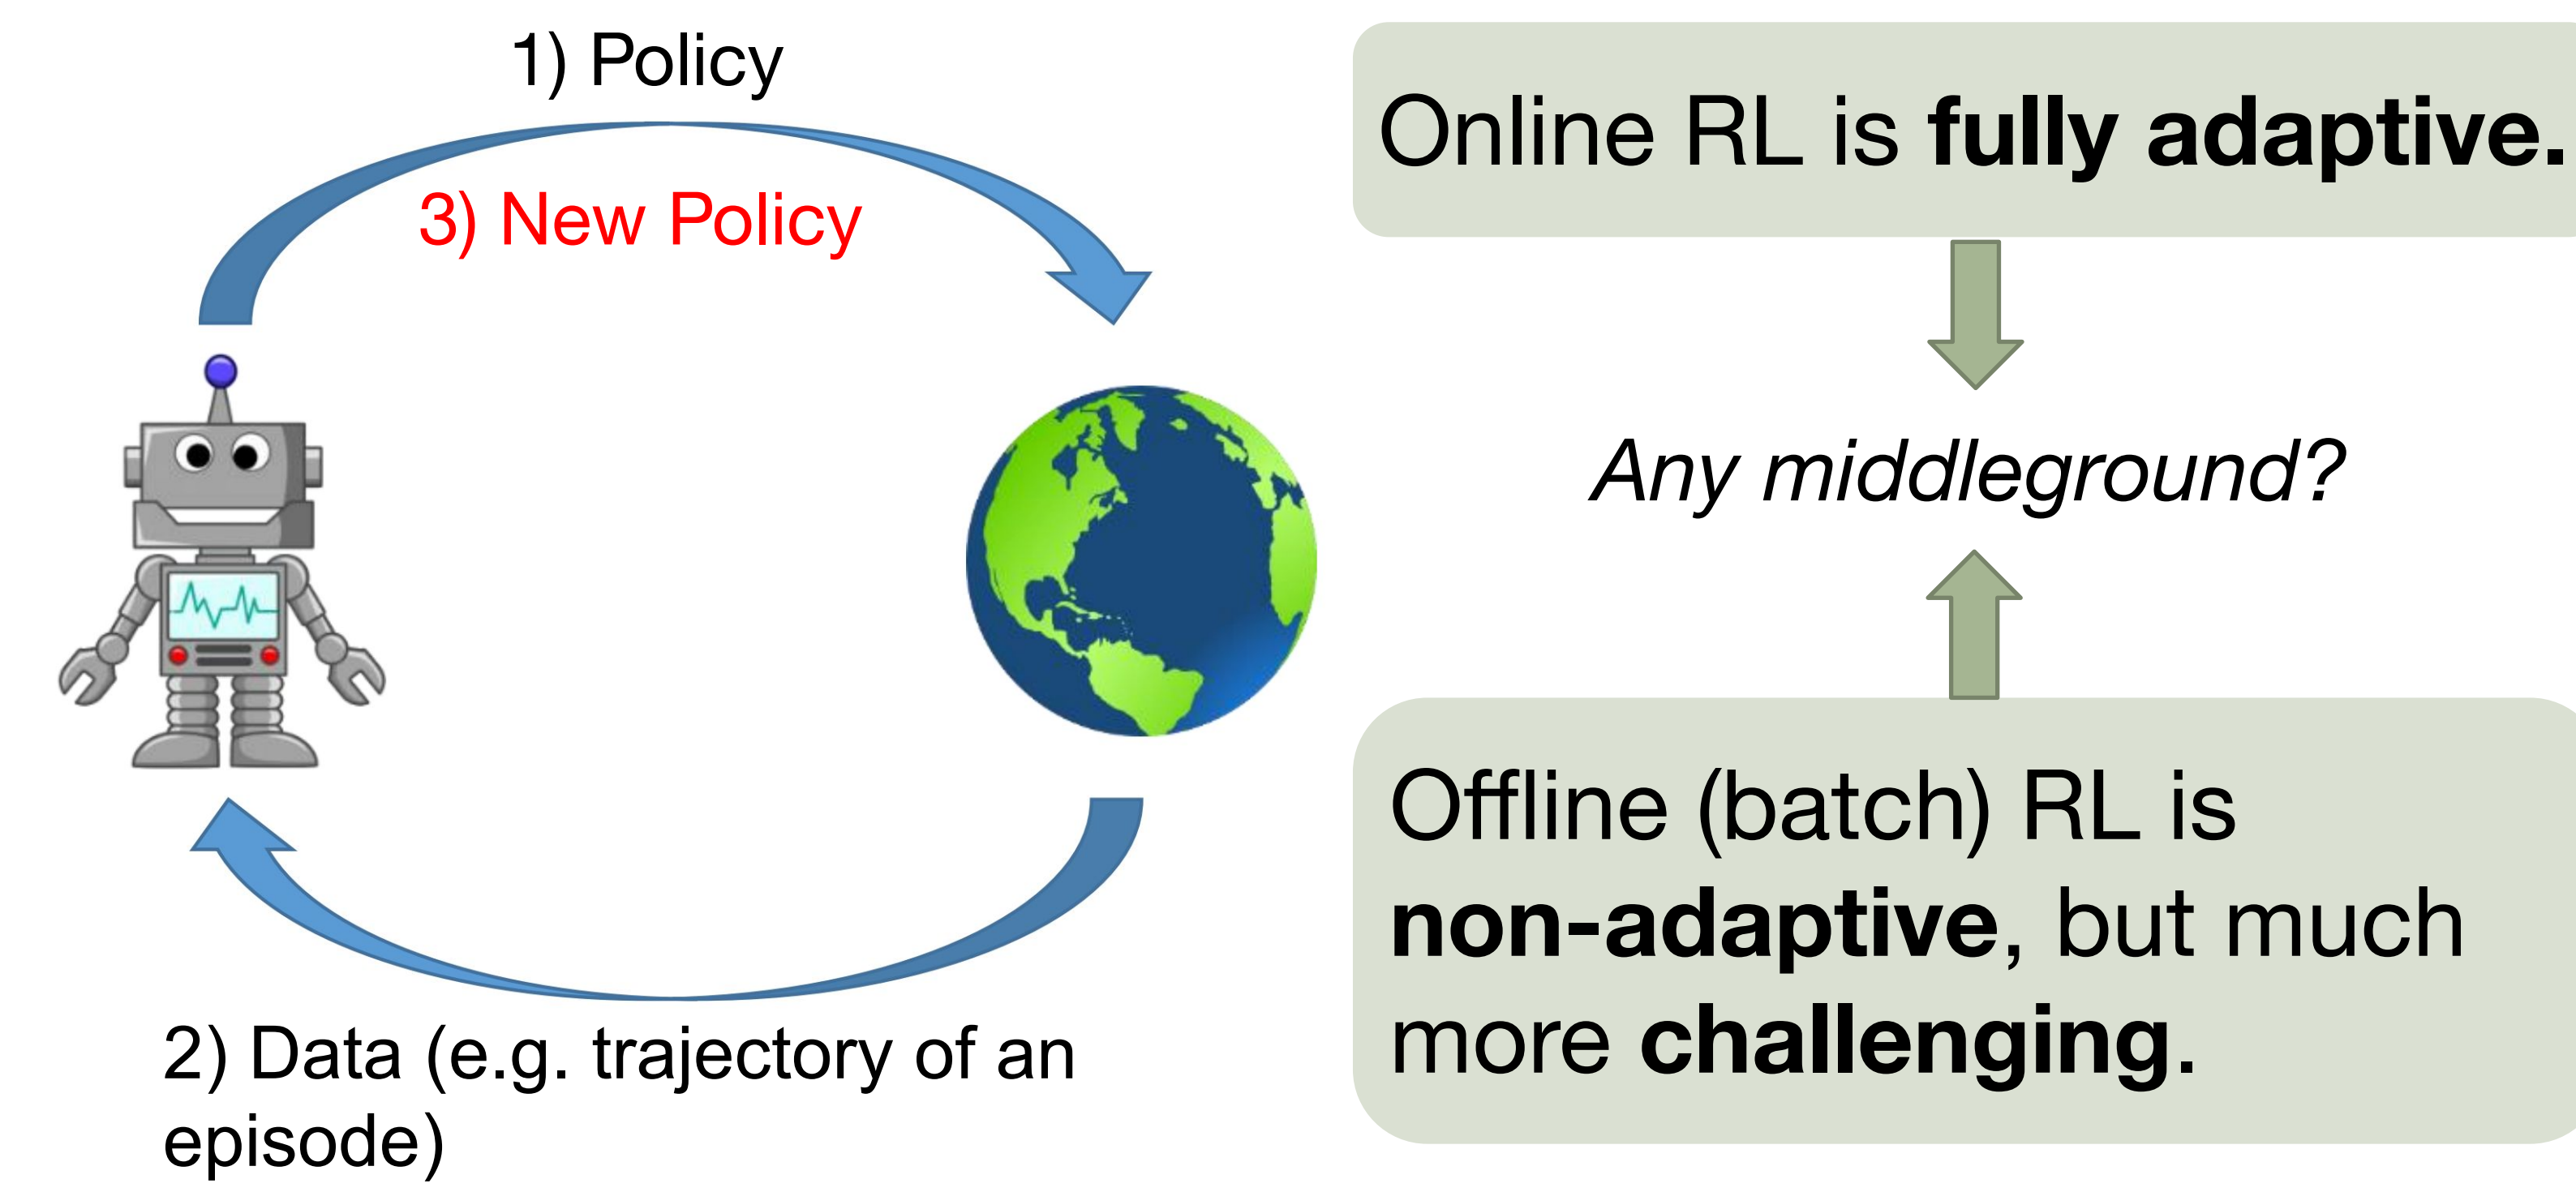 1) Policy
3) New Policy
2) Data (e.g. trajectory of an
episode)
Online RL is fully adaptive.
Any middleground?
Offline (batch) RL is
non-adaptive, but much
more challenging.